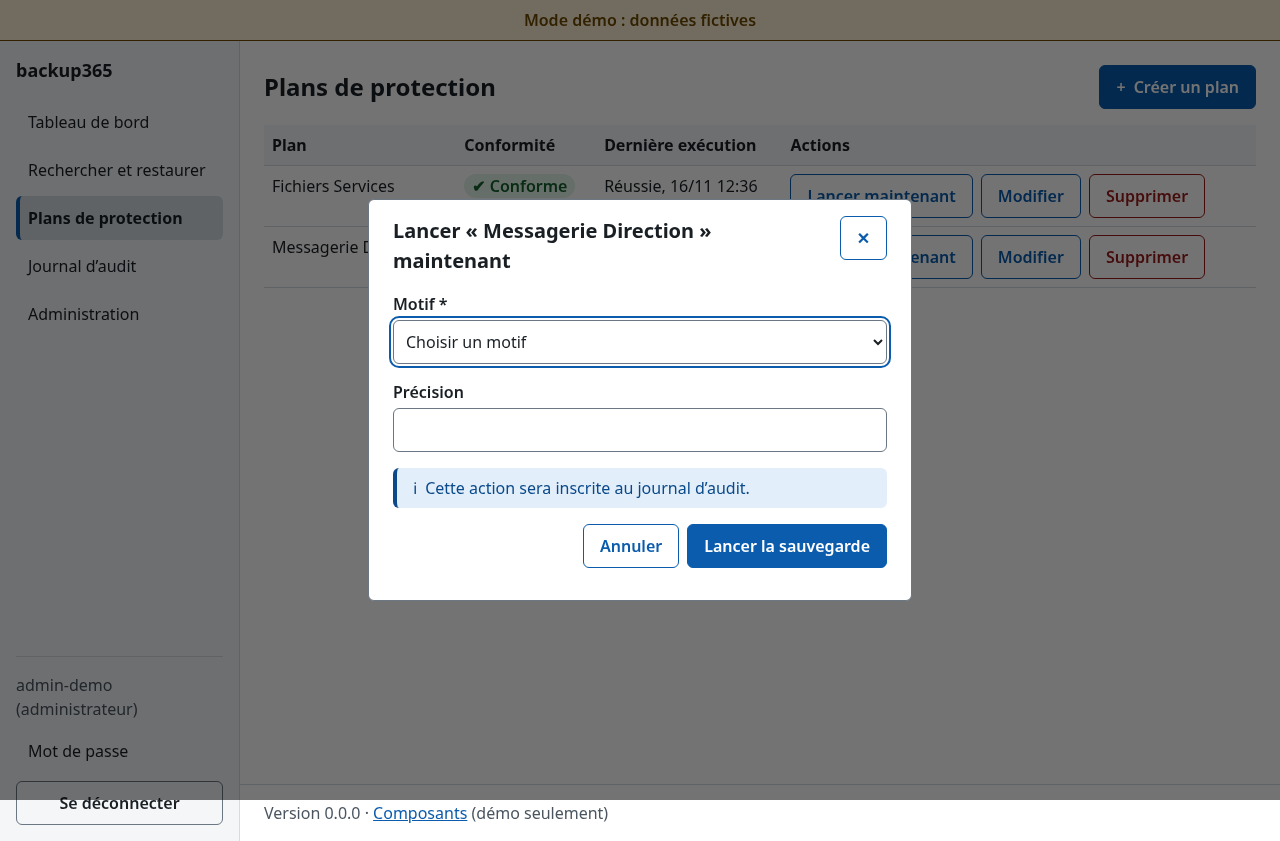 Mode démo : données fictives
backup365
Tableau de bord
Rechercher et restaurer
Plans de protection
Journal d’audit
Administration
admin-demo
(administrateur)
Mot de passe
Se déconnecter
Plans de protection
+ Créer un plan
Plan Conformité Dernière exécution Actions
Fichiers Services ✔ Conforme Réussie, 16/11 12:36 Lancer maintenant Modifier Supprimer
Messagerie Modifier Supprimer
Lancer « Messagerie Direction »
maintenant
×
Motif *
Choisir un motif
Précision
i Cette action sera inscrite au journal d’audit.
Annuler Lancer la sauvegarde
Version 0.0.0 · Composants (démo seulement)